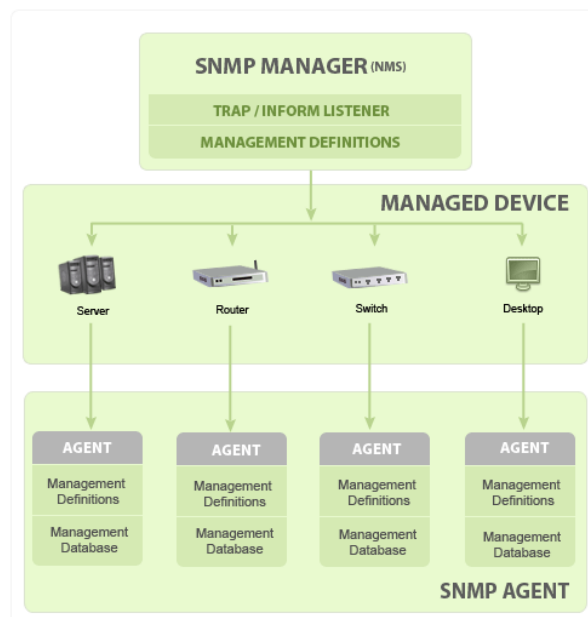 SNMP MANAGER (NMS)
TRAP / INFORM LISTENER
MANAGEMENT DEFINITIONS
MANAGED DEVICE
Server
Router
Switch
Desktop
AGENT
Management
Definitions
Management
Database
AGENT
Management
Definitions
Management
Database
AGENT
Management
Definitions
Management
Database
AGENT
Management
Definitions
Management
Database
SNMP AGENT